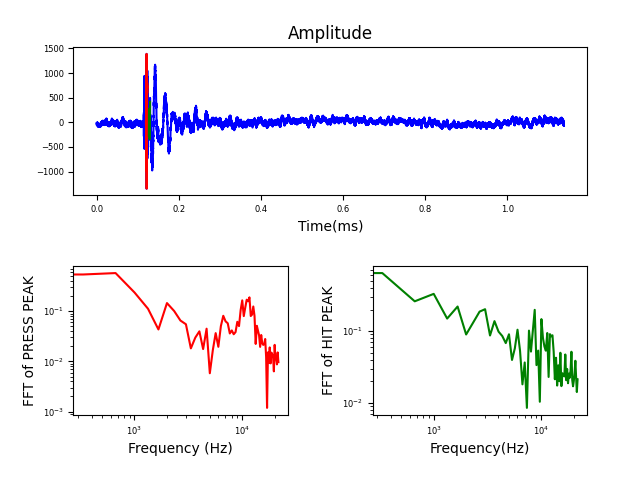 Amplitude
1500
1000
500
0
−500
−1000
0.0 0.2 0.4 0.6 0.8 1.0
Time(ms)
FFT of PRESS PEAK
10⁻¹
10⁻²
10⁻³
10³ 10⁴
Frequency (Hz)
FFT of HIT PEAK
10⁻¹
10⁻²
10³ 10⁴
Frequency(Hz)